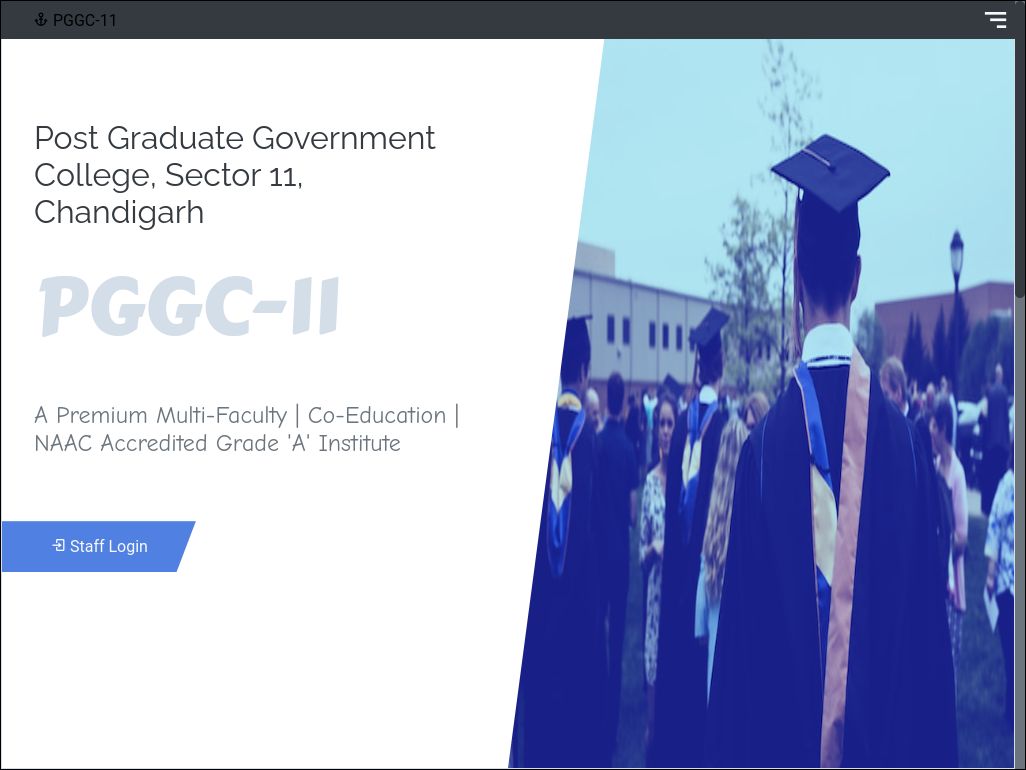 PGGC-11
Post Graduate Government
College, Sector 11,
Chandigarh
PGGC-11
A Premium Multi-Faculty | Co-Education |
NAAC Accredited Grade 'A' Institute
Staff Login